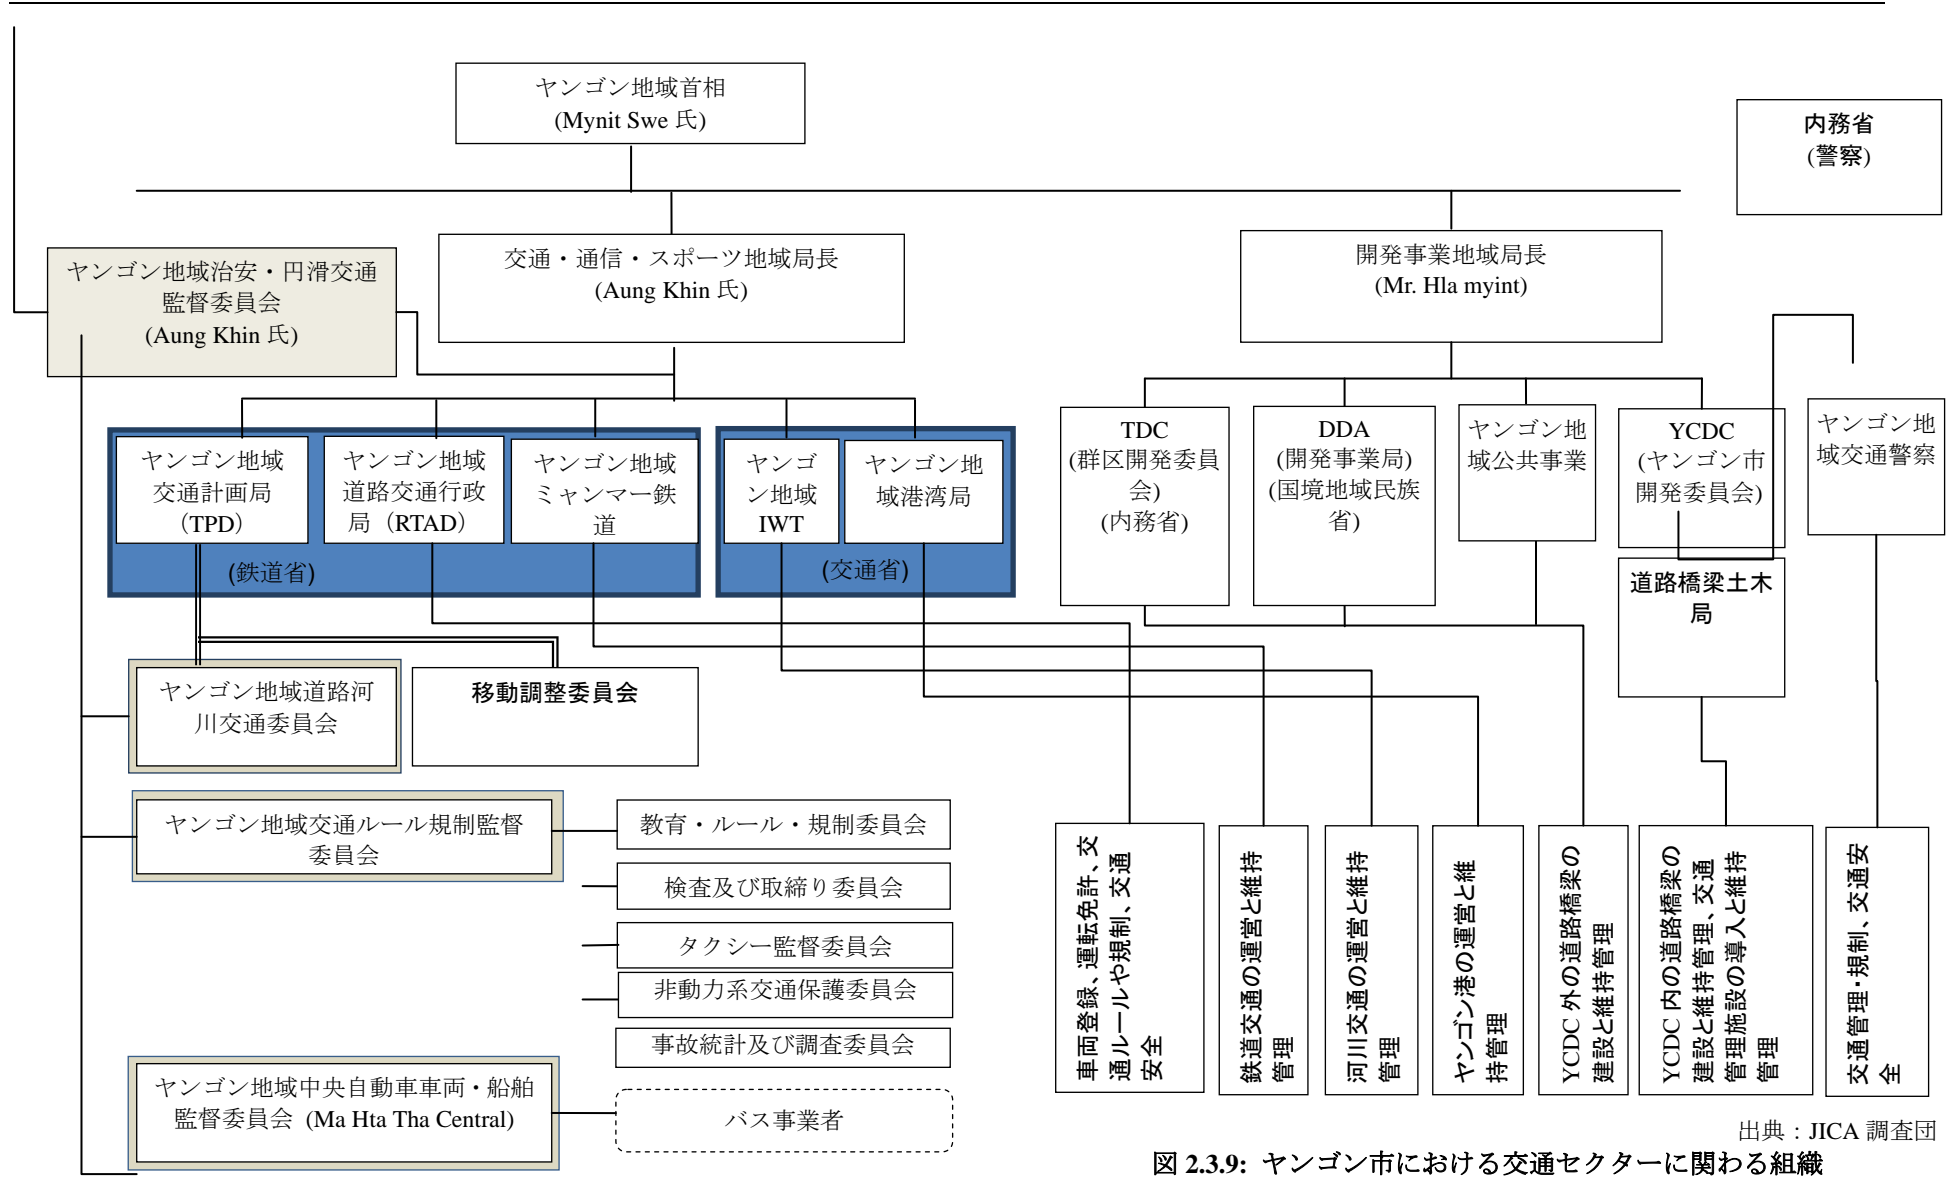 ヤンゴン地域首相
(Mynit Swe 氏)
内務省
(警察)
ヤンゴン地域治安・円滑交通
監督委員会
(Aung Khin 氏)
交通・通信・スポーツ地域局長
(Aung Khin 氏)
開発事業地域局長
(Mr. Hla myint)
ヤンゴン地域
交通計画局
（TPD）
ヤンゴン地域
道路交通行政
局（RTAD）
ヤンゴン地域
ミャンマー鉄
道
(鉄道省)
ヤンゴ
ン地域
IWT
ヤンゴン地
域港湾局
(交通省)
TDC
(群区開発委員
会)
(内務省)
DDA
(開発事業局)
(国境地域民族
省)
ヤンゴン地
域公共事業
YCDC
(ヤンゴン市
開発委員会)
道路橋梁土木
局
ヤンゴン地
域交通警察
ヤンゴン地域道路河
川交通委員会
移動調整委員会
ヤンゴン地域交通ルール規制監督
委員会
教育・ルール・規制委員会
検査及び取締り委員会
タクシー監督委員会
非動力系交通保護委員会
事故統計及び調査委員会
ヤンゴン地域中央自動車車両・船舶
監督委員会 (Ma Hta Tha Central)
バス事業者
車両登録、運転免許、交
通ルールや規制、交通
安全
鉄道交通の運営と維持
管理
河川交通の運営と維持
管理
ヤンゴン港の運営と維
持管理
YCDC 外の道路橋梁の
建設と維持管理
YCDC 内の道路橋梁の
建設と維持管理、交通
管理施設の導入と維持
管理
交通管理・規制、交通安
全
出典：JICA 調査団
図 2.3.9: ヤンゴン市における交通セクターに関わる組織